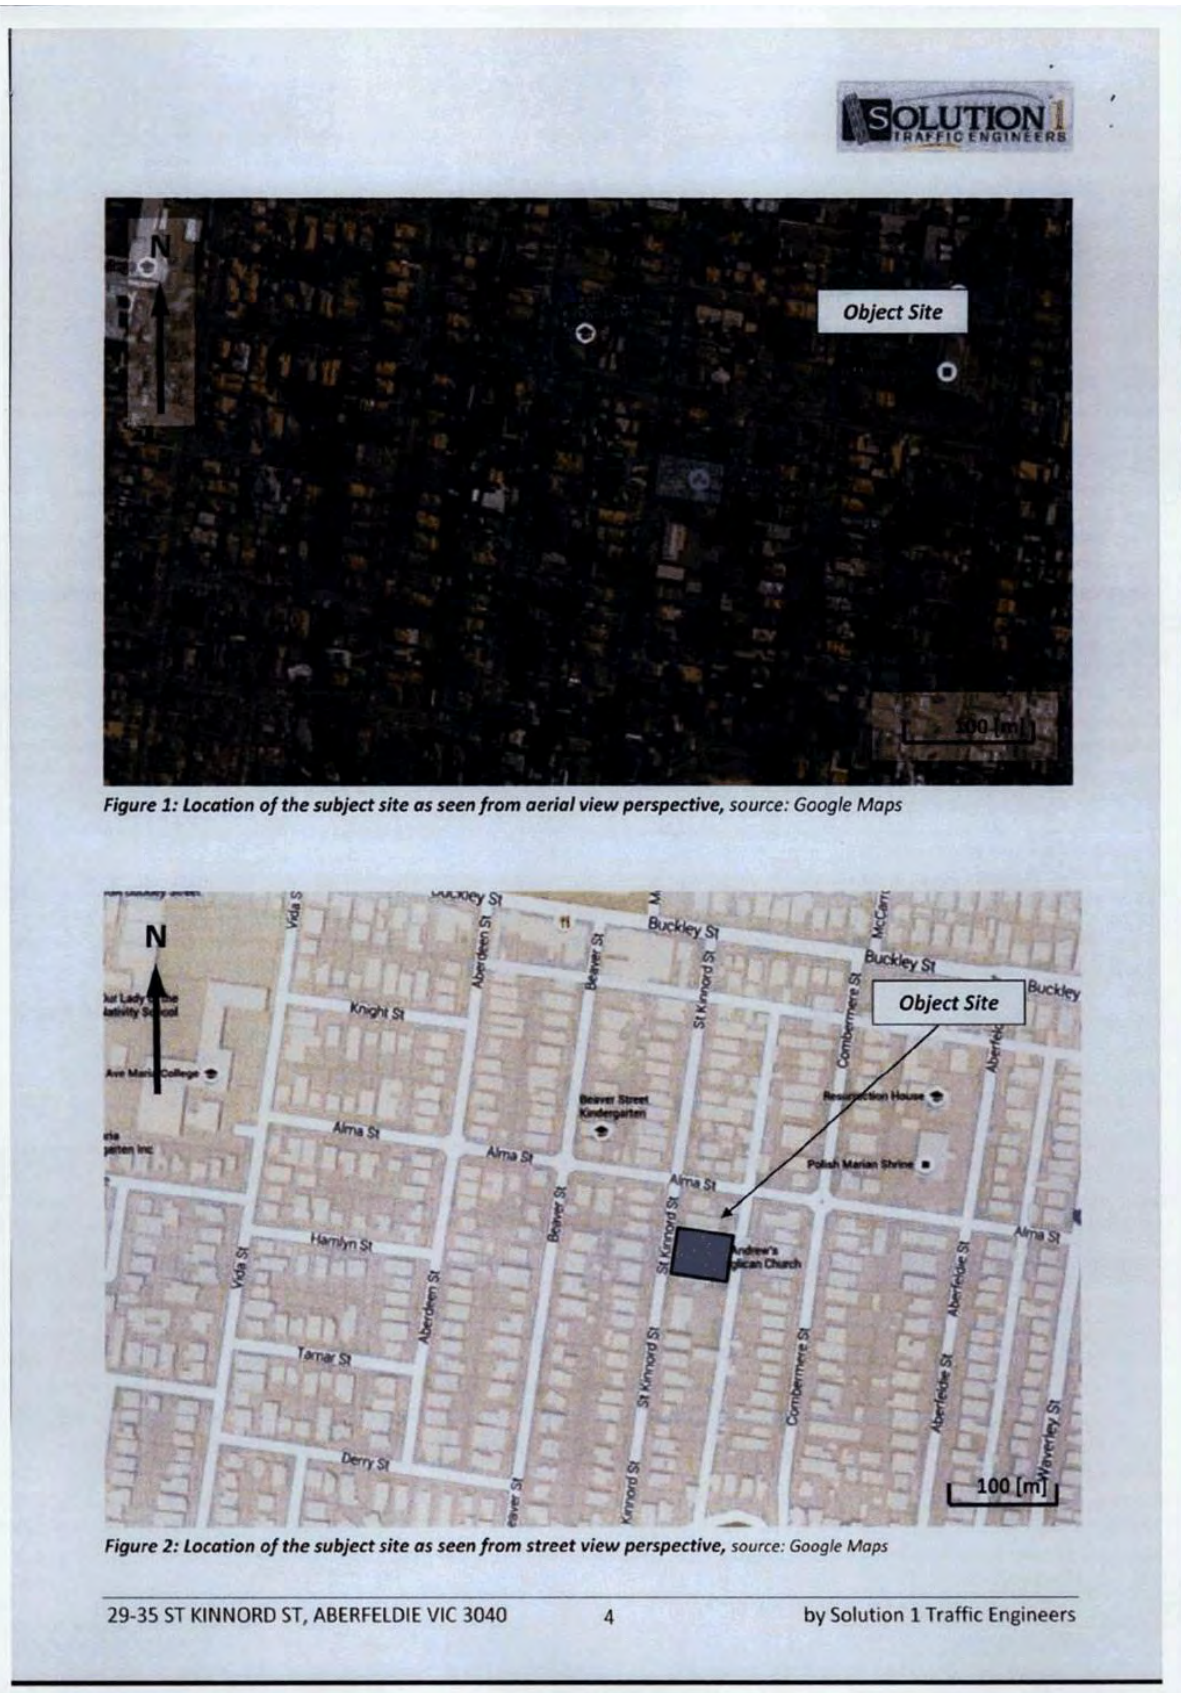 SOLUTION 1
TRAFFIC ENGINEERS
N
Object Site
100 [m]
Figure 1: Location of the subject site as seen from aerial view perspective, source: Google Maps
Buckley St
Vida S
Aberdeen St
Beaver St
Buckley St
St Kinnord St
McCarr
Buckley St
Buckley
N
Knight St
Combermere St
Object Site
Aberfeld
Ave Maria College
Beaver Street
Kindergarten
Resurrection House
Alma St
Alma St
Polish Marian Shrine
Alma St
Beaver St
St Kinnord St
Alma St
Hamlyn St
Vida St
Andrew's
glican Church
Aberdeen St
Aberfeldie St
Tamar St
St Kinnord St
Combermere St
Aberfeldie St
Waverley St
Derry St
Kinnord St
eaver St
100 [m]
Figure 2: Location of the subject site as seen from street view perspective, source: Google Maps
29-35 ST KINNORD ST, ABERFELDIE VIC 3040 4 by Solution 1 Traffic Engineers